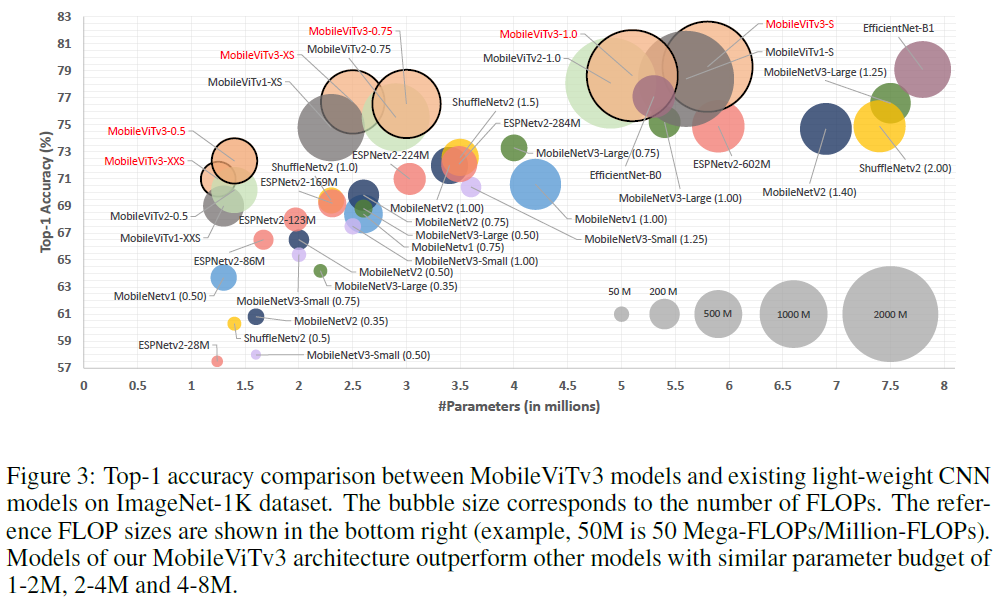 83
81
79
77
75
73
71
69
67
65
63
61
59
57
Top-1 Accuracy (%)
0 0.5 1 1.5 2 2.5 3 3.5 4 4.5 5 5.5 6 6.5 7 7.5 8
#Parameters (in millions)
MobileViTv3-0.75
MobileViTv2-0.75
MobileViTv3-XS
MobileViTv1-XS
MobileViTv3-1.0
MobileViTv2-1.0
MobileViTv3-S
MobileViTv1-S
EfficientNet-B1
MobileNetV3-Large (1.25)
ShuffleNetv2 (1.5)
ESPNetv2-284M
MobileViTv3-0.5
MobileViTv3-XXS
ESPNetv2-224M
ShuffleNetv2 (1.0)
ESPNetv2-169M
MobileNetV3-Large (0.75)
EfficientNet-B0
ESPNetv2-602M
ShuffleNetv2 (2.00)
MobileNetV2 (1.40)
MobileNetV3-Large (1.00)
MobileViTv2-0.5
ESPNetv2-123M
MobileNetV2 (1.00)
MobileNetv1 (1.00)
MobileNetV2 (0.75)
MobileNetV3-Large (0.50)
MobileNetV3-Small (1.25)
MobileViTv1-XXS
MobileNetv1 (0.75)
MobileNetV3-Small (1.00)
ESPNetv2-86M
MobileNetV2 (0.50)
MobileNetV3-Large (0.35)
MobileNetv1 (0.50)
MobileNetV3-Small (0.75)
MobileNetV2 (0.35)
ShuffleNetv2 (0.5)
ESPNetv2-28M
MobileNetV3-Small (0.50)
50 M
200 M
500 M
1000 M
2000 M
Figure 3: Top-1 accuracy comparison between MobileViTv3 models and existing light-weight CNN
models on ImageNet-1K dataset. The bubble size corresponds to the number of FLOPs. The refer-
ence FLOP sizes are shown in the bottom right (example, 50M is 50 Mega-FLOPs/Million-FLOPs).
Models of our MobileViTv3 architecture outperform other models with similar parameter budget of
1-2M, 2-4M and 4-8M.